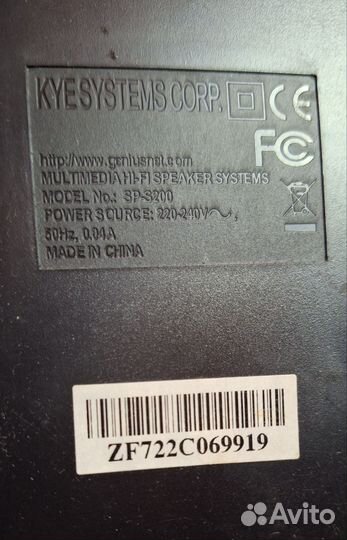 KYE SYSTEMS CORP. CE
FC
http://www.geniusnet.com
MULTIMEDIA HI-FI SPEAKER SYSTEMS
MODEL No.: SP-S200
POWER SOURCE: 220-240V~,
50Hz, 0.04A
MADE IN CHINA
ZF722C069919
Avito